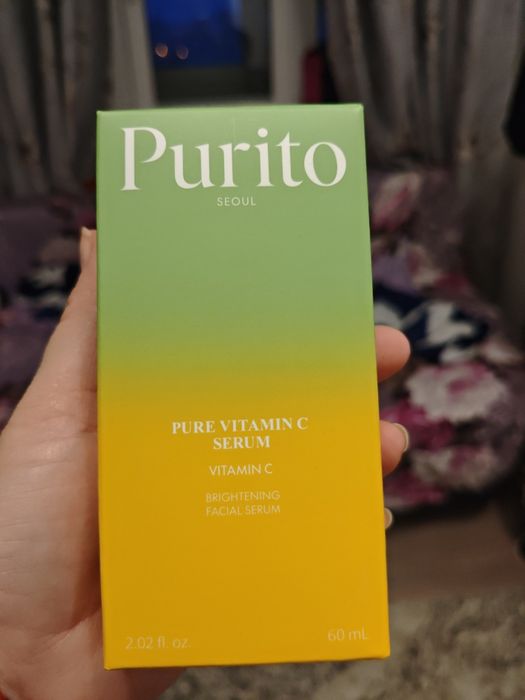 Purito
SEOUL
PURE VITAMIN C
SERUM
VITAMIN C
BRIGHTENING
FACIAL SERUM
2.02 fl. oz. 60 mL